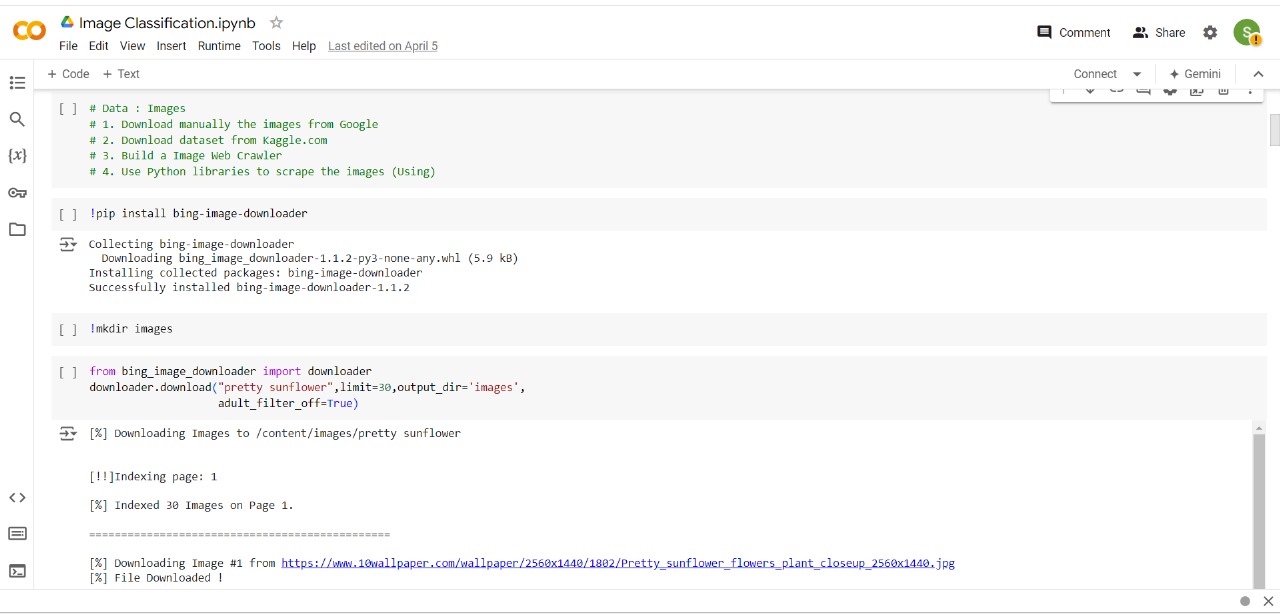 Image Classification.ipynb
File Edit View Insert Runtime Tools Help Last edited on April 5
Comment Share S
+ Code + Text
Connect Gemini
[ ] # Data : Images
# 1. Download manually the images from Google
# 2. Download dataset from Kaggle.com
# 3. Build a Image Web Crawler
# 4. Use Python libraries to scrape the images (Using)
{x}
[ ] !pip install bing-image-downloader
Collecting bing-image-downloader
Downloading bing_image_downloader-1.1.2-py3-none-any.whl (5.9 kB)
Installing collected packages: bing-image-downloader
Successfully installed bing-image-downloader-1.1.2
[ ] !mkdir images
[ ] from bing_image_downloader import downloader
downloader.download("pretty sunflower",limit=30,output_dir='images',
adult_filter_off=True)
[%] Downloading Images to /content/images/pretty sunflower
[!!]Indexing page: 1
[%] Indexed 30 Images on Page 1.
===============================================
[%] Downloading Image #1 from https://www.10wallpaper.com/wallpaper/2560x1440/1802/Pretty_sunflower_flowers_plant_closeup_2560x1440.jpg
[%] File Downloaded !